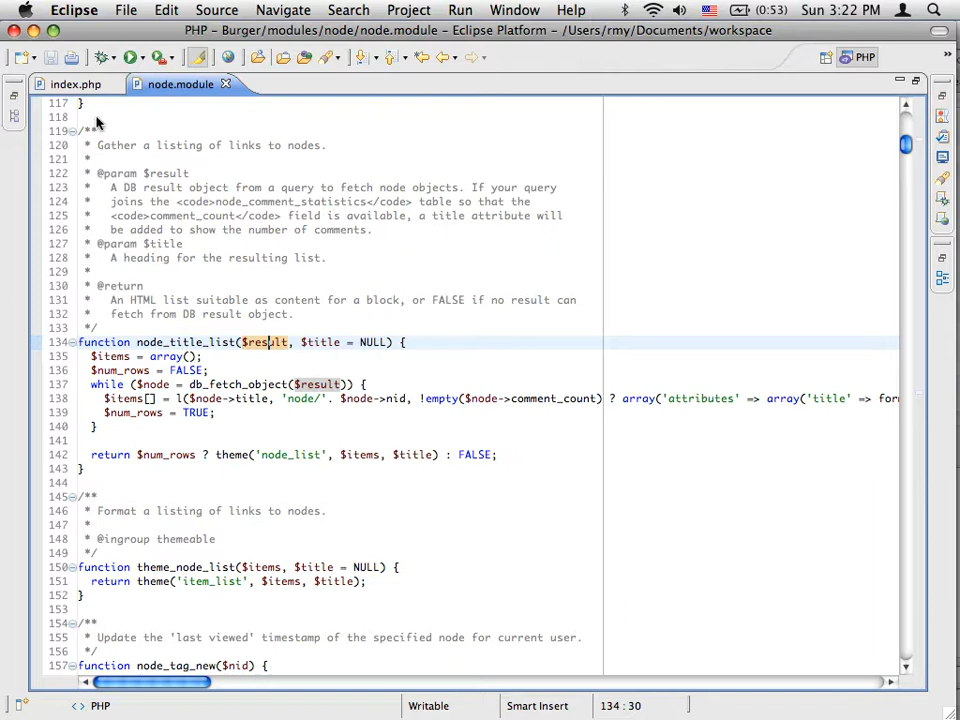 Eclipse File Edit Source Navigate Search Project Run Window Help (0:53) Sun 3:22 PM
PHP - Burger/modules/node/node.module - Eclipse Platform - /Users/rmy/Documents/workspace
PHP »
index.php node.module
117 }
118
119 /**
120 * Gather a listing of links to nodes.
121 *
122 * @param $result
123 * A DB result object from a query to fetch node objects. If your query
124 * joins the <code>node_comment_statistics</code> table so that the
125 * <code>comment_count</code> field is available, a title attribute will
126 * be added to show the number of comments.
127 * @param $title
128 * A heading for the resulting list.
129 *
130 * @return
131 * An HTML list suitable as content for a block, or FALSE if no result can
132 * fetch from DB result object.
133 */
134 function node_title_list($result, $title = NULL) {
135 $items = array();
136 $num_rows = FALSE;
137 while ($node = db_fetch_object($result)) {
138 $items[] = l($node->title, 'node/'. $node->nid, !empty($node->comment_count) ? array('attributes' => array('title' => for
139 $num_rows = TRUE;
140 }
141
142 return $num_rows ? theme('node_list', $items, $title) : FALSE;
143 }
144
145 /**
146 * Format a listing of links to nodes.
147 *
148 * @ingroup themeable
149 */
150 function theme_node_list($items, $title = NULL) {
151 return theme('item_list', $items, $title);
152 }
153
154 /**
155 * Update the 'last viewed' timestamp of the specified node for current user.
156 */
157 function node_tag_new($nid) {
<> PHP Writable Smart Insert 134 : 30